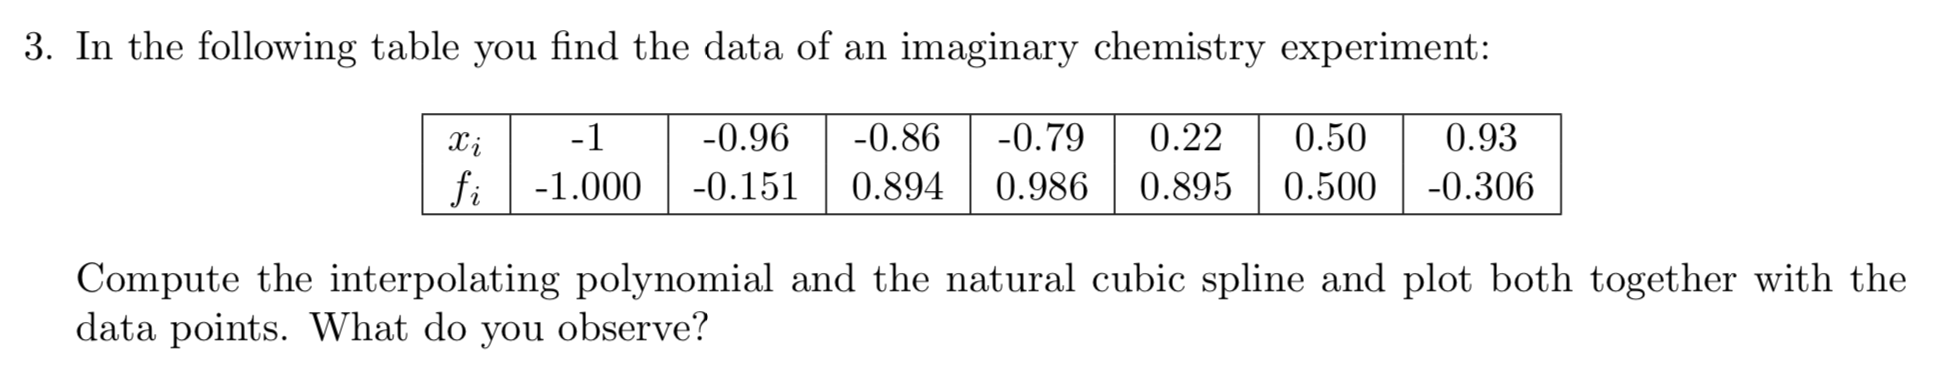 3. In the following table you find the data of an imaginary chemistry experiment:
x_i -1 -0.96 -0.86 -0.79 0.22 0.50 0.93
f_i -1.000 -0.151 0.894 0.986 0.895 0.500 -0.306
Compute the interpolating polynomial and the natural cubic spline and plot both together with the
data points. What do you observe?